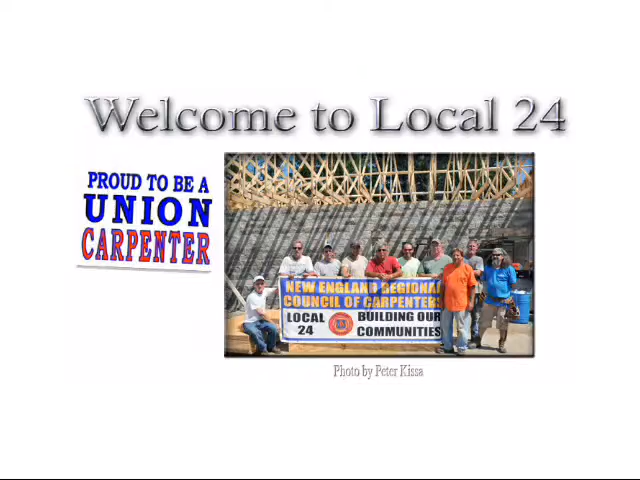 Welcome to Local 24
PROUD TO BE A
UNION
CARPENTER
NEW ENGLAND REGIONAL
COUNCIL OF CARPENTERS
LOCAL
24
BUILDING OUR
COMMUNITIES
Photo by Peter Kissa